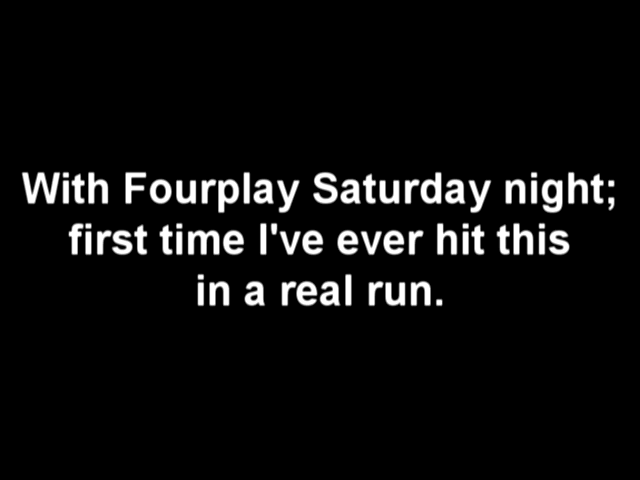 With Fourplay Saturday night;
first time I've ever hit this
in a real run.